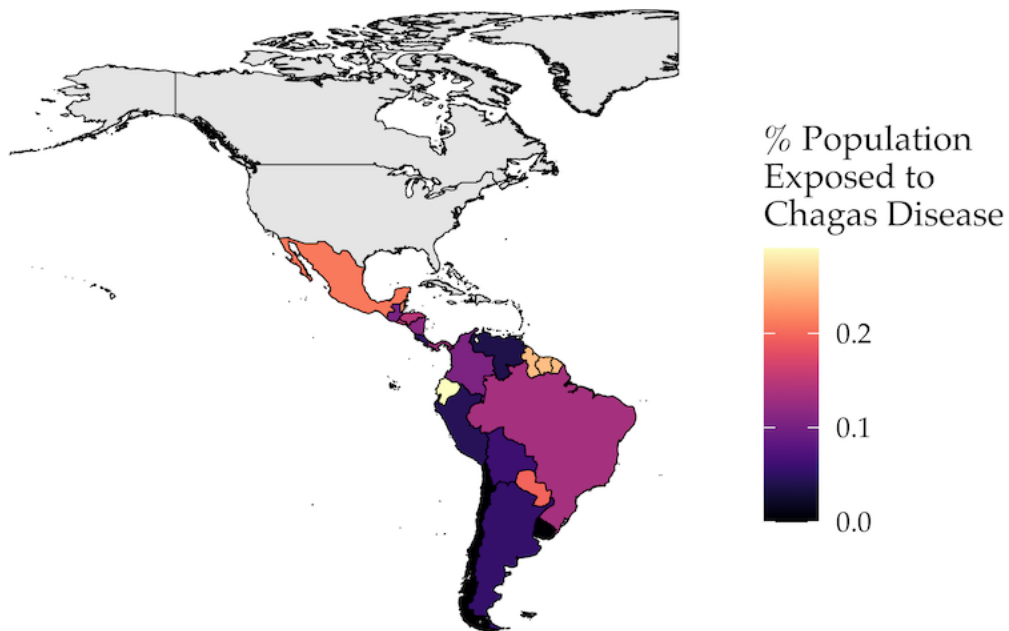 % Population
Exposed to
Chagas Disease
0.2
0.1
0.0